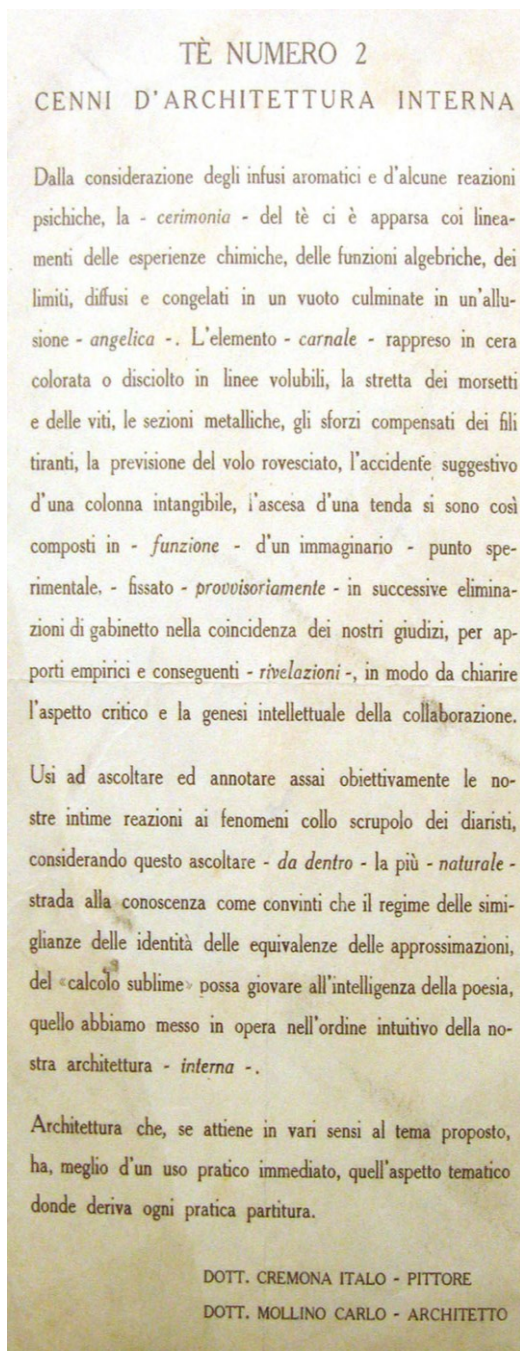 TÈ NUMERO 2
CENNI D'ARCHITETTURA INTERNA
Dalla considerazione degli infusi aromatici e d'alcune reazioni
psichiche, la - cerimonia - del tè ci è apparsa coi linea-
menti delle esperienze chimiche, delle funzioni algebriche, dei
limiti, diffusi e congelati in un vuoto culminate in un'allu-
sione - angelica -. L'elemento - carnale - rappreso in cera
colorata o disciolto in linee volubili, la stretta dei morsetti
e delle viti, le sezioni metalliche, gli sforzi compensati dei fili
tiranti, la previsione del volo rovesciato, l'accidente suggestivo
d'una colonna intangibile, l'ascesa d'una tenda si sono così
composti in - funzione - d'un immaginario - punto spe-
rimentale, - fissato - provvisoriamente - in successive elimina-
zioni di gabinetto nella coincidenza dei nostri giudizi, per ap-
porti empirici e conseguenti - rivelazioni -, in modo da chiarire
l'aspetto critico e la genesi intellettuale della collaborazione.
Usi ad ascoltare ed annotare assai obiettivamente le no-
stre intime reazioni ai fenomeni collo scrupolo dei diaristi,
considerando questo ascoltare - da dentro - la più - naturale -
strada alla conoscenza come convinti che il regime delle simi-
glianze delle identità delle equivalenze delle approssimazioni,
del «calcolo sublime» possa giovare all'intelligenza della poesia,
quello abbiamo messo in opera nell'ordine intuitivo della no-
stra architettura - interna -.
Architettura che, se attiene in vari sensi al tema proposto,
ha, meglio d'un uso pratico immediato, quell'aspetto tematico
donde deriva ogni pratica partitura.
DOTT. CREMONA ITALO - PITTORE
DOTT. MOLLINO CARLO - ARCHITETTO